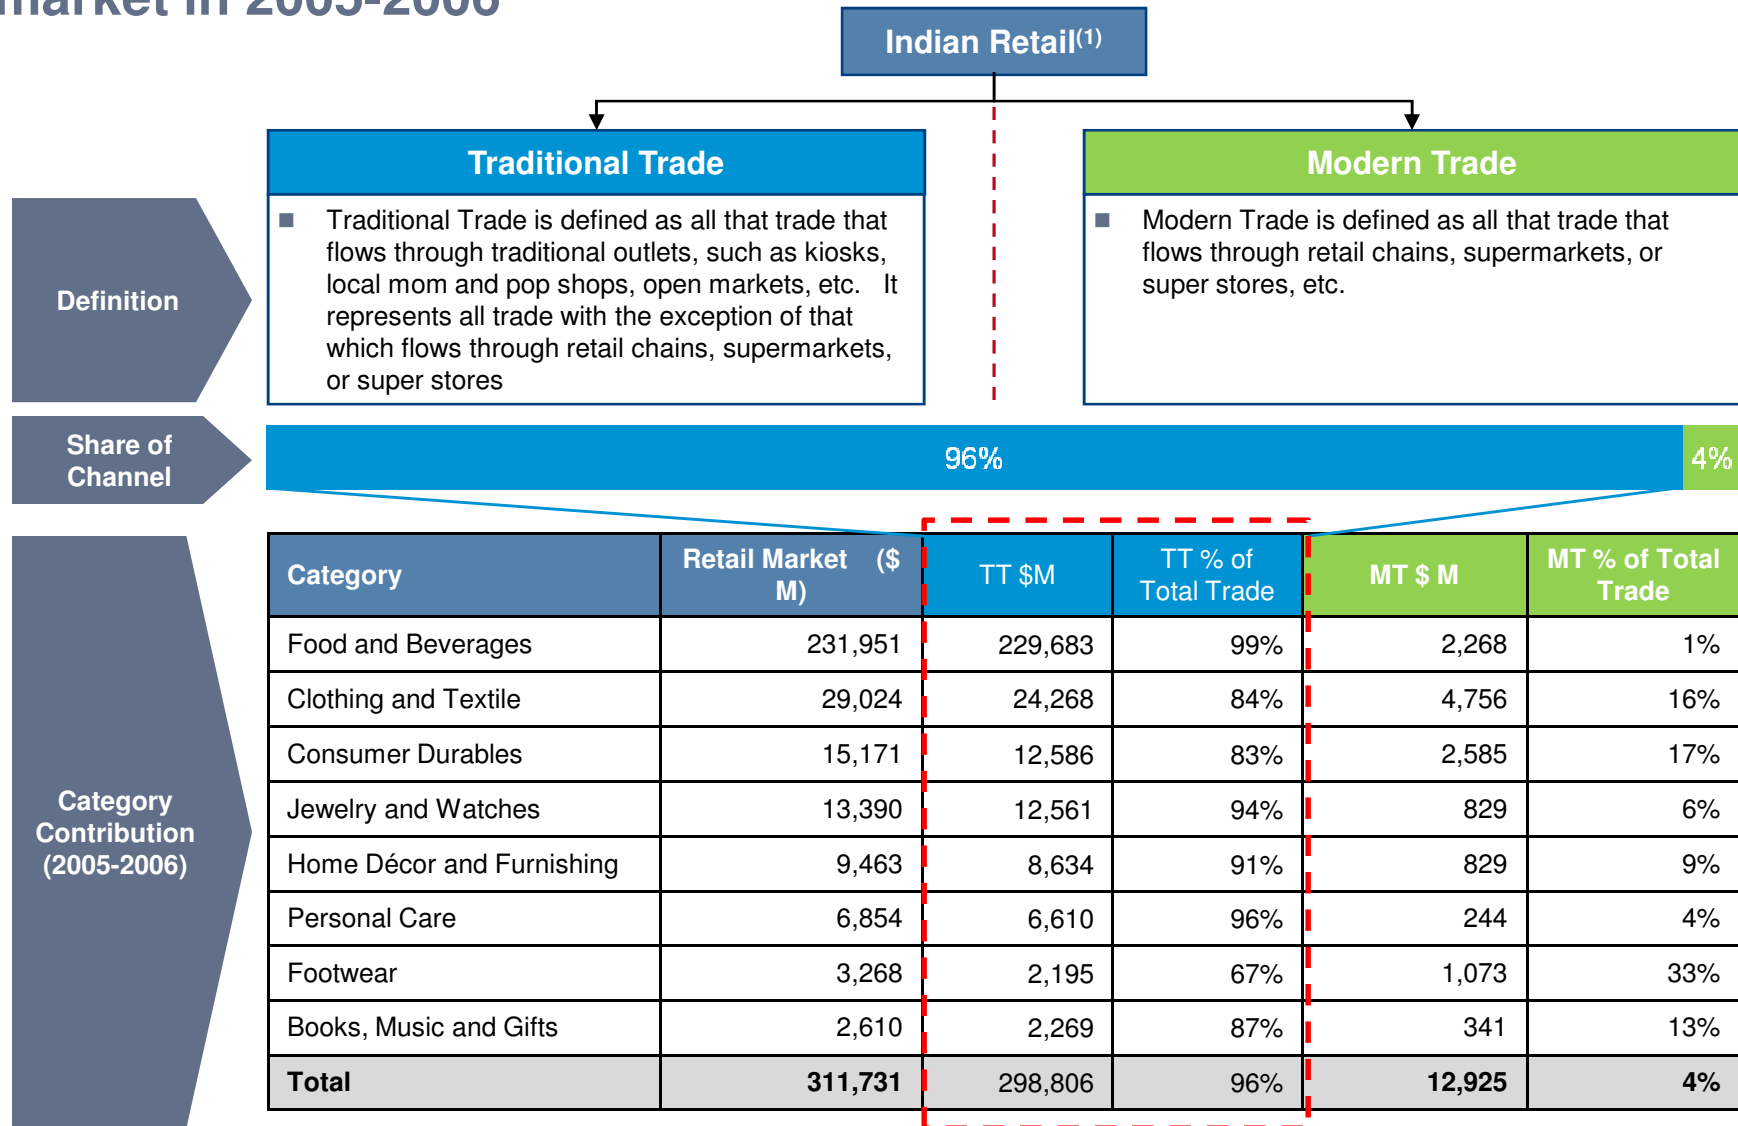 market in 2005-2006
Indian Retail(1)
Traditional Trade
Modern Trade
Definition
■ Traditional Trade is defined as all that trade that
flows through traditional outlets, such as kiosks,
local mom and pop shops, open markets, etc. It
represents all trade with the exception of that
which flows through retail chains, supermarkets,
or super stores
■ Modern Trade is defined as all that trade that
flows through retail chains, supermarkets, or
super stores, etc.
Share of
Channel
96%
4%
Category
Contribution
(2005-2006)
Category Retail Market ($ M) TT $M TT % of Total Trade MT $ M MT % of Total Trade
Food and Beverages 231,951 229,683 99% 2,268 1%
Clothing and Textile 29,024 24,268 84% 4,756 16%
Consumer Durables 15,171 12,586 83% 2,585 17%
Jewelry and Watches 13,390 12,561 94% 829 6%
Home Décor and Furnishing 9,463 8,634 91% 829 9%
Personal Care 6,854 6,610 96% 244 4%
Footwear 3,268 2,195 67% 1,073 33%
Books, Music and Gifts 2,610 2,269 87% 341 13%
Total 311,731 298,806 96% 12,925 4%